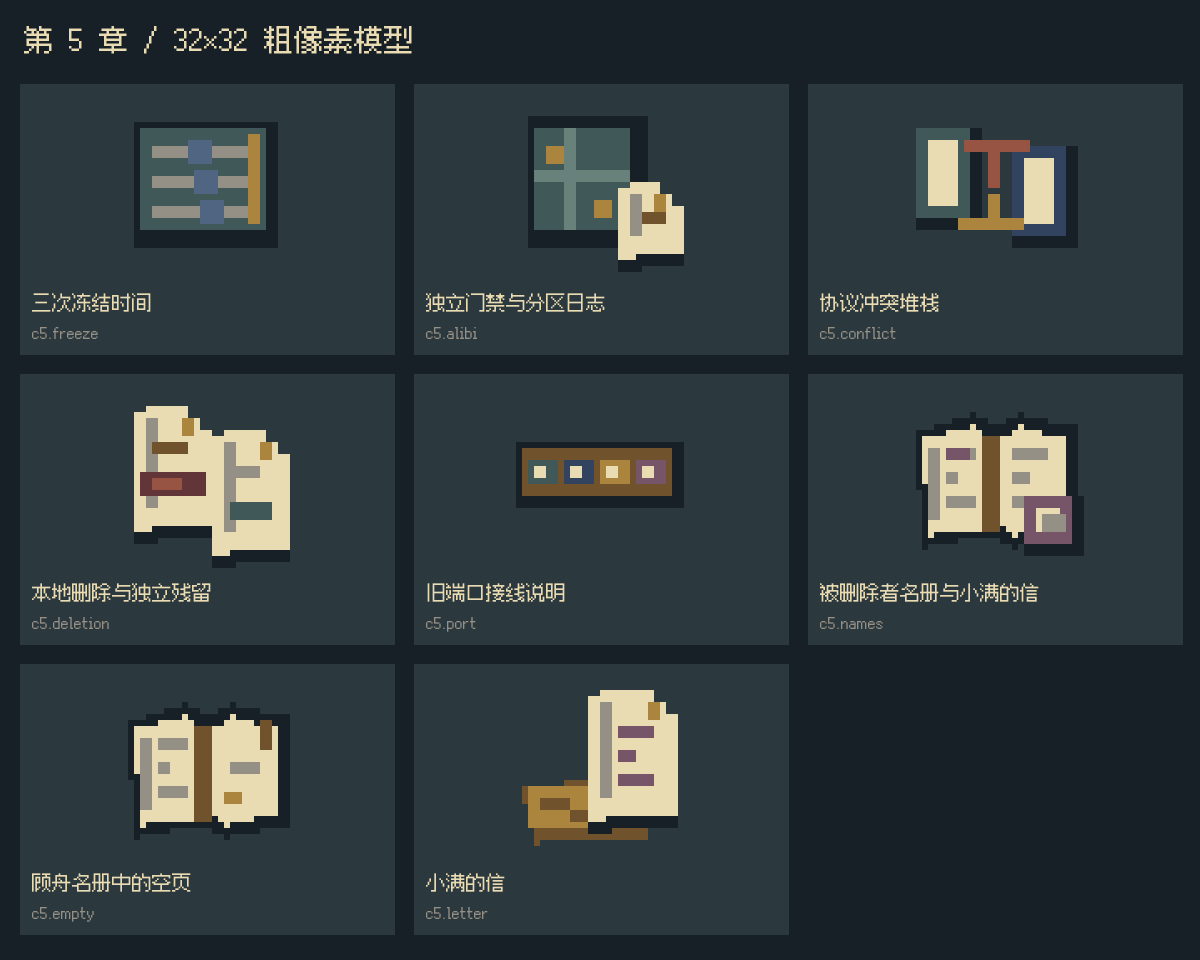 第 5 章 / 32×32 粗像素模型
三次冻结时间
c5.freeze
独立门禁与分区日志
c5.alibi
协议冲突堆栈
c5.conflict
本地删除与独立残留
c5.deletion
旧端口接线说明
c5.port
被删除者名册与小满的信
c5.names
顾舟名册中的空页
c5.empty
小满的信
c5.letter